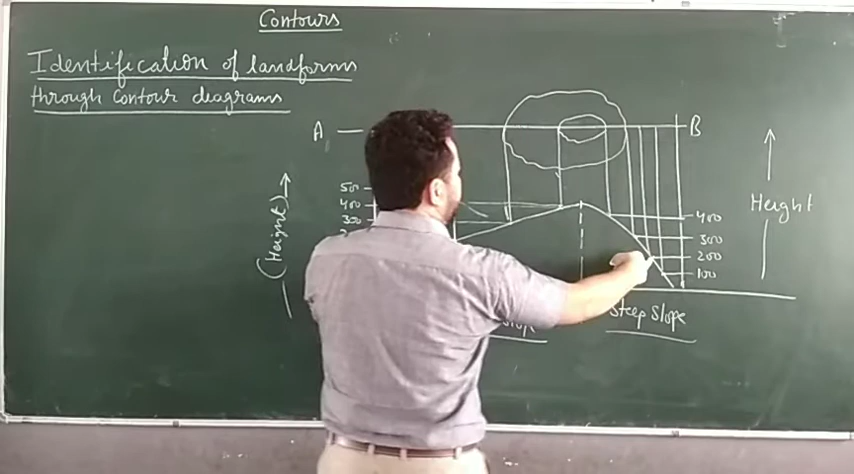 Contours
Identification of landforms
through Contour diagrams
A
B
500
400
300
(Height)
400
300
200
100
Height
Steep Slope